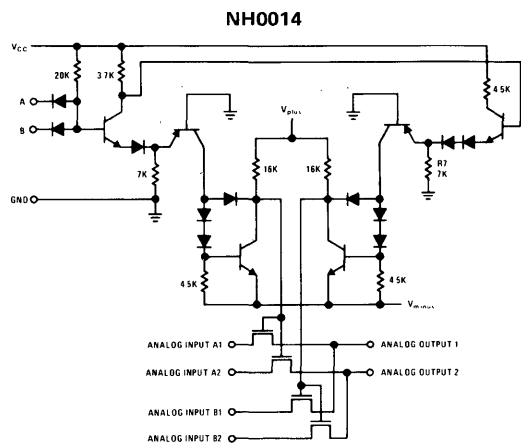 NH0014
VCC
20K
3.7K
4.5K
A
B
Vplus
7K
16K
16K
R7
7K
GND
4.5K
4.5K
Vminus
ANALOG INPUT A1
ANALOG OUTPUT 1
ANALOG INPUT A2
ANALOG OUTPUT 2
ANALOG INPUT B1
ANALOG INPUT B2